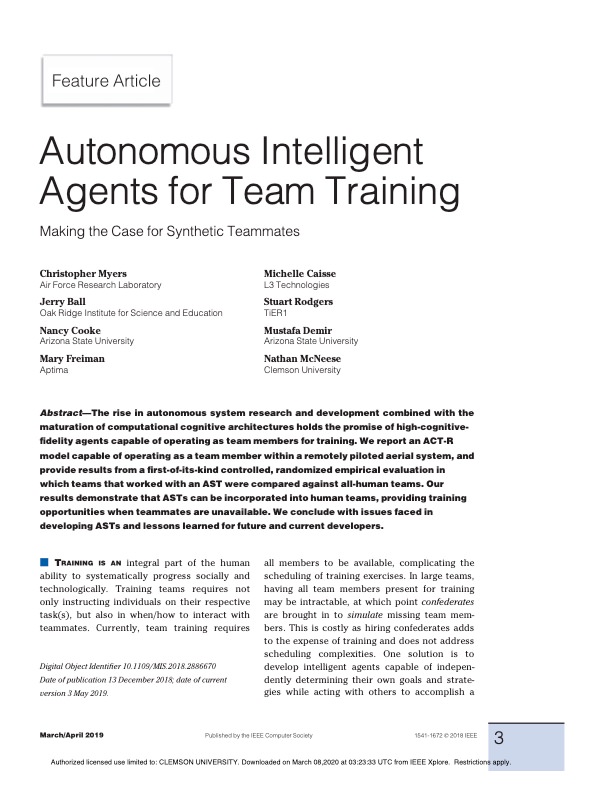 Feature Article
Autonomous Intelligent
Agents for Team Training
Making the Case for Synthetic Teammates
Christopher Myers
Air Force Research Laboratory
Jerry Ball
Oak Ridge Institute for Science and Education
Nancy Cooke
Arizona State University
Mary Freiman
Aptima
Michelle Caisse
L3 Technologies
Stuart Rodgers
TiER1
Mustafa Demir
Arizona State University
Nathan McNeese
Clemson University
Abstract—The rise in autonomous system research and development combined with the
maturation of computational cognitive architectures holds the promise of high-cognitive-
fidelity agents capable of operating as team members for training. We report an ACT-R
model capable of operating as a team member within a remotely piloted aerial system, and
provide results from a first-of-its-kind controlled, randomized empirical evaluation in
which teams that worked with an AST were compared against all-human teams. Our
results demonstrate that ASTs can be incorporated into human teams, providing training
opportunities when teammates are unavailable. We conclude with issues faced in
developing ASTs and lessons learned for future and current developers.
TRAINING IS AN integral part of the human
ability to systematically progress socially and
technologically. Training teams requires not
only instructing individuals on their respective
task(s), but also in when/how to interact with
teammates. Currently, team training requires
Digital Object Identifier 10.1109/MIS.2018.2886670
Date of publication 13 December 2018; date of current
version 3 May 2019.
all members to be available, complicating the
scheduling of training exercises. In large teams,
having all team members present for training
may be intractable, at which point confederates
are brought in to simulate missing team mem-
bers. This is costly as hiring confederates adds
to the expense of training and does not address
scheduling complexities. One solution is to
develop intelligent agents capable of indepen-
dently determining their own goals and strate-
gies while acting with others to accomplish a
March/April 2019
Published by the IEEE Computer Society
1541-1672 © 2018 IEEE
3
Authorized licensed use limited to: CLEMSON UNIVERSITY. Downloaded on March 08,2020 at 03:23:33 UTC from IEEE Xplore. Restrictions apply.